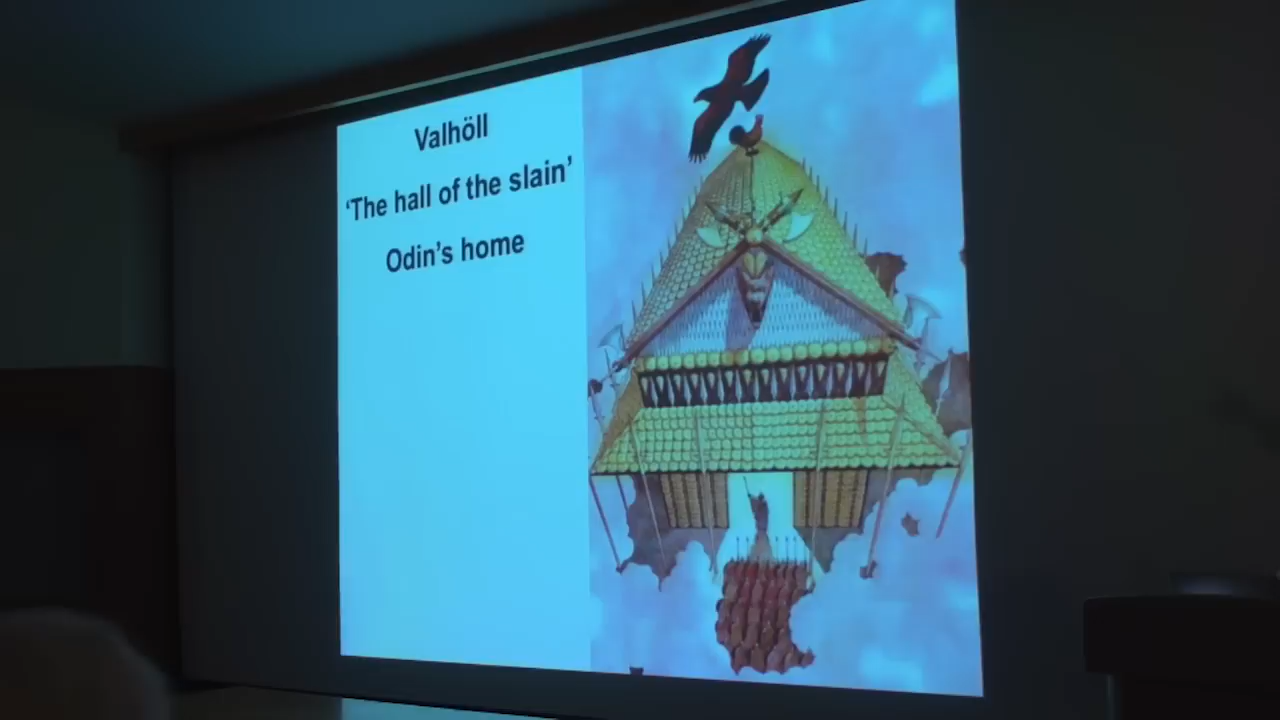 Valhöll
‘The hall of the slain’
Odin’s home